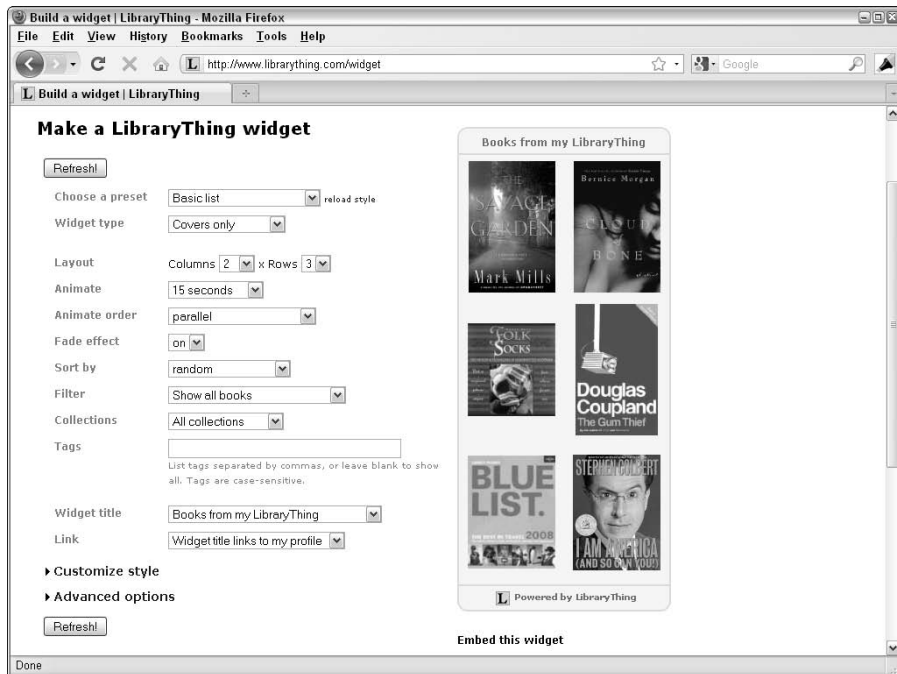 Build a widget | LibraryThing - Mozilla Firefox
File Edit View History Bookmarks Tools Help
L http://www.librarything.com/widget Google
L Build a widget | LibraryThing
Make a LibraryThing widget
Refresh!
Choose a preset Basic list reload style
Widget type Covers only
Layout Columns 2 x Rows 3
Animate 15 seconds
Animate order parallel
Fade effect on
Sort by random
Filter Show all books
Collections All collections
Tags
List tags separated by commas, or leave blank to show
all. Tags are case-sensitive.
Widget title Books from my LibraryThing
Link Widget title links to my profile
Customize style
Advanced options
Refresh!
Books from my LibraryThing
THE
SAVAGE
GARDEN
Mark Mills
Bernice Morgan
CLOUD
OF
BONE
FOLK
SOCKS
Douglas
Coupland
The Gum Thief
BLUE
LIST.
THE BEST IN TRAVEL 2008
STEPHEN COLBERT
I AM AMERICA
(AND SO CAN YOU!)
L Powered by LibraryThing
Embed this widget
Done